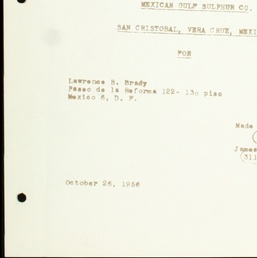 MEXICAN GULF SULPHUR CO.
SAN CRISTOBAL, VERA CRUZ, MEXI
FOR
Lawrence B. Brady
Paseo de la Reforma 122- 13o piso
Mexico 6, D. F.
Made
James
(311
October 26, 1956